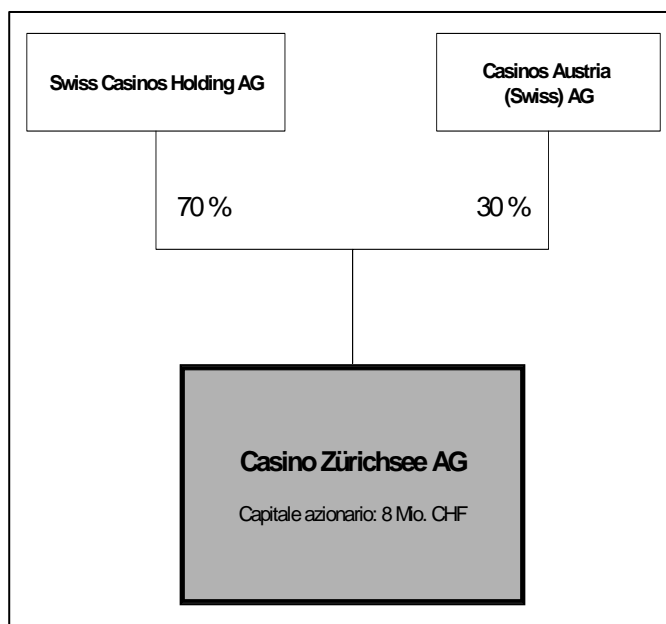 Swiss Casinos Holding AG
Casinos Austria
(Swiss) AG
70 %
30 %
Casino Zürichsee AG
Capitale azionario: 8 Mio. CHF